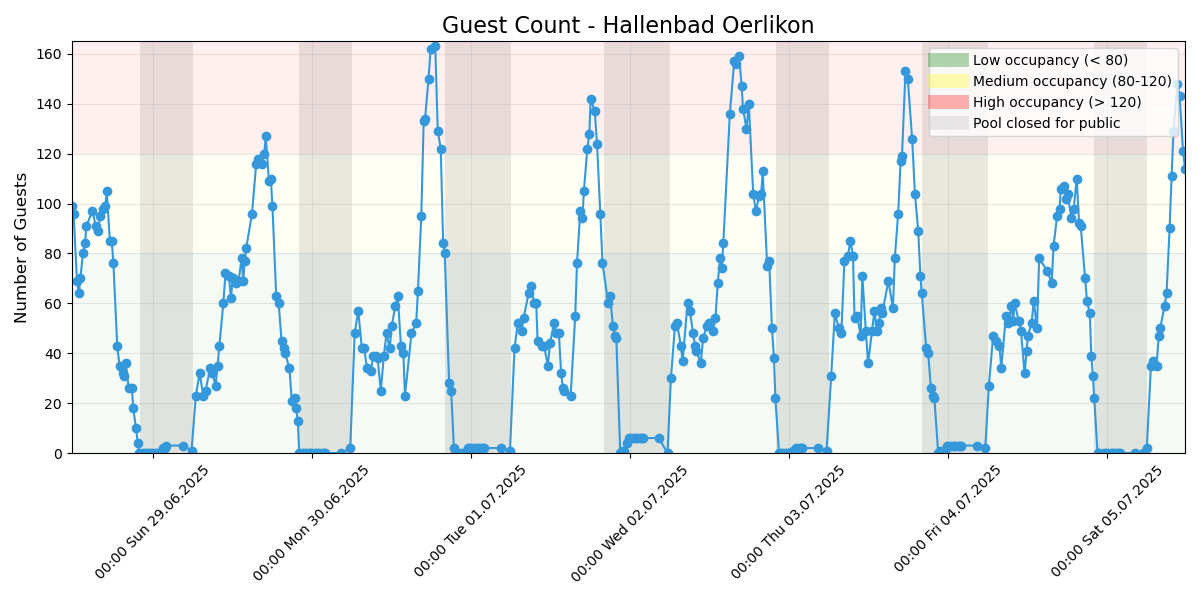 Guest Count - Hallenbad Oerlikon
Number of Guests
160
140
120
100
80
60
40
20
0
Low occupancy (< 80)
Medium occupancy (80-120)
High occupancy (> 120)
Pool closed for public
00:00 Sun 29.06.2025
00:00 Mon 30.06.2025
00:00 Tue 01.07.2025
00:00 Wed 02.07.2025
00:00 Thu 03.07.2025
00:00 Fri 04.07.2025
00:00 Sat 05.07.2025